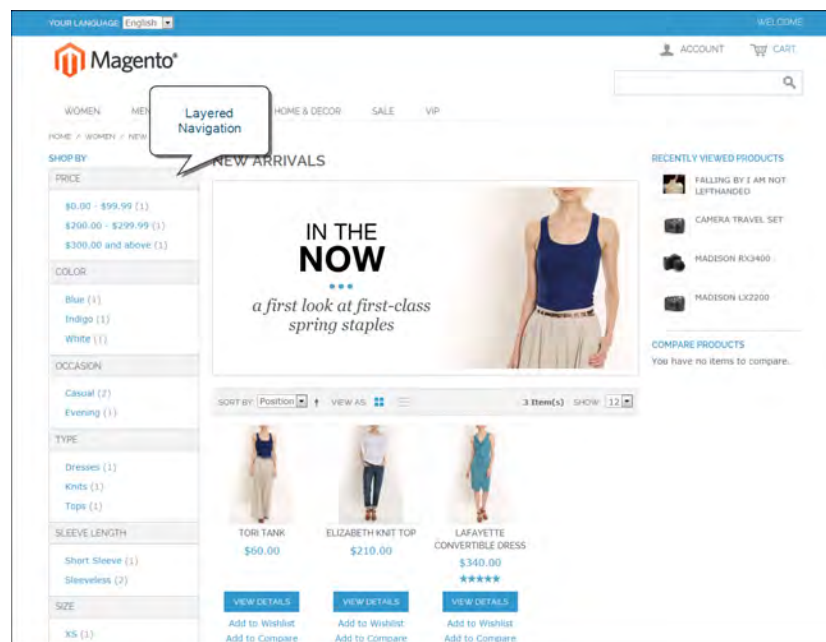 YOUR LANGUAGE: English
WELCOME
Magento®
ACCOUNT
CART
WOMEN MEN HOME & DECOR SALE VIP
Layered
Navigation
HOME / WOMEN / NEW
SHOP BY
PRICE
$0.00 - $99.99 (1)
$200.00 - $299.99 (1)
$300.00 and above (1)
COLOR
Blue (1)
Indigo (1)
White (1)
OCCASION
Casual (2)
Evening (1)
TYPE
Dresses (1)
Knits (1)
Tops (1)
SLEEVE LENGTH
Short Sleeve (1)
Sleeveless (2)
SIZE
XS (1)
NEW ARRIVALS
IN THE
NOW
a first look at first-class
spring staples
SORT BY: Position VIEW AS: 3 Item(s) SHOW: 12
TORI TANK
$60.00
VIEW DETAILS
Add to Wishlist
Add to Compare
ELIZABETH KNIT TOP
$210.00
VIEW DETAILS
Add to Wishlist
Add to Compare
LAFAYETTE
CONVERTIBLE DRESS
$340.00
VIEW DETAILS
Add to Wishlist
Add to Compare
RECENTLY VIEWED PRODUCTS
FALLING BY I AM NOT
LEFTHANDED
CAMERA TRAVEL SET
MADISON RX3400
MADISON LX2200
COMPARE PRODUCTS
You have no items to compare.